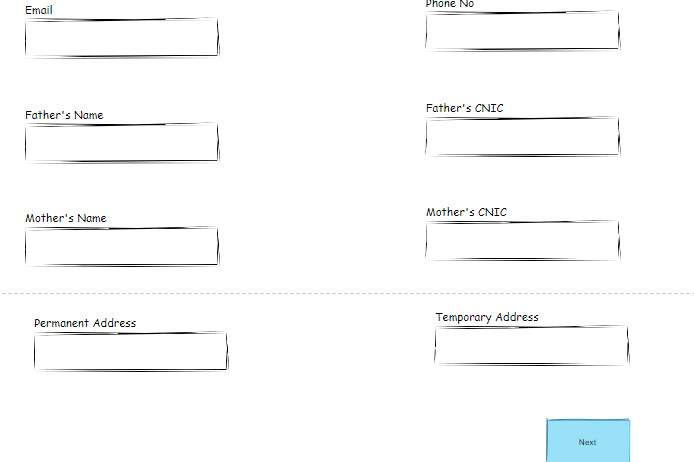 Email
Phone No
Father's Name
Father's CNIC
Mother's Name
Mother's CNIC
Permanent Address
Temporary Address
Next